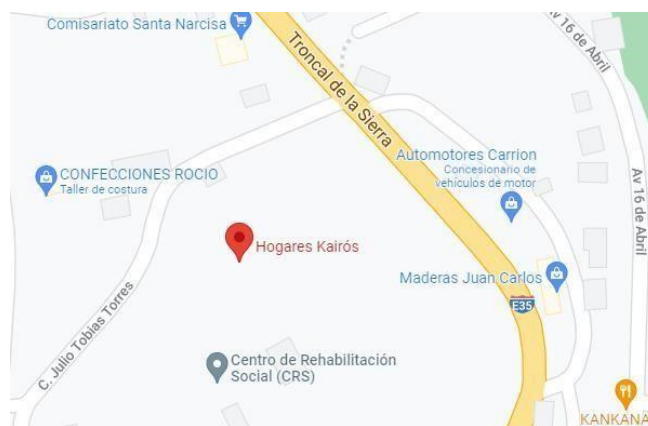 Comisariato Santa Narcisa
Troncal de la Sierra
Av 16 de Abril
CONFECCIONES ROCIO
Taller de costura
Automotores Carrion
Concesionario de
vehículos de motor
Av 16 de Abril
Hogares Kairós
Maderas Juan Carlos
E35
C. Julio Tobias Torres
Centro de Rehabilitación
Social (CRS)
KANKANA